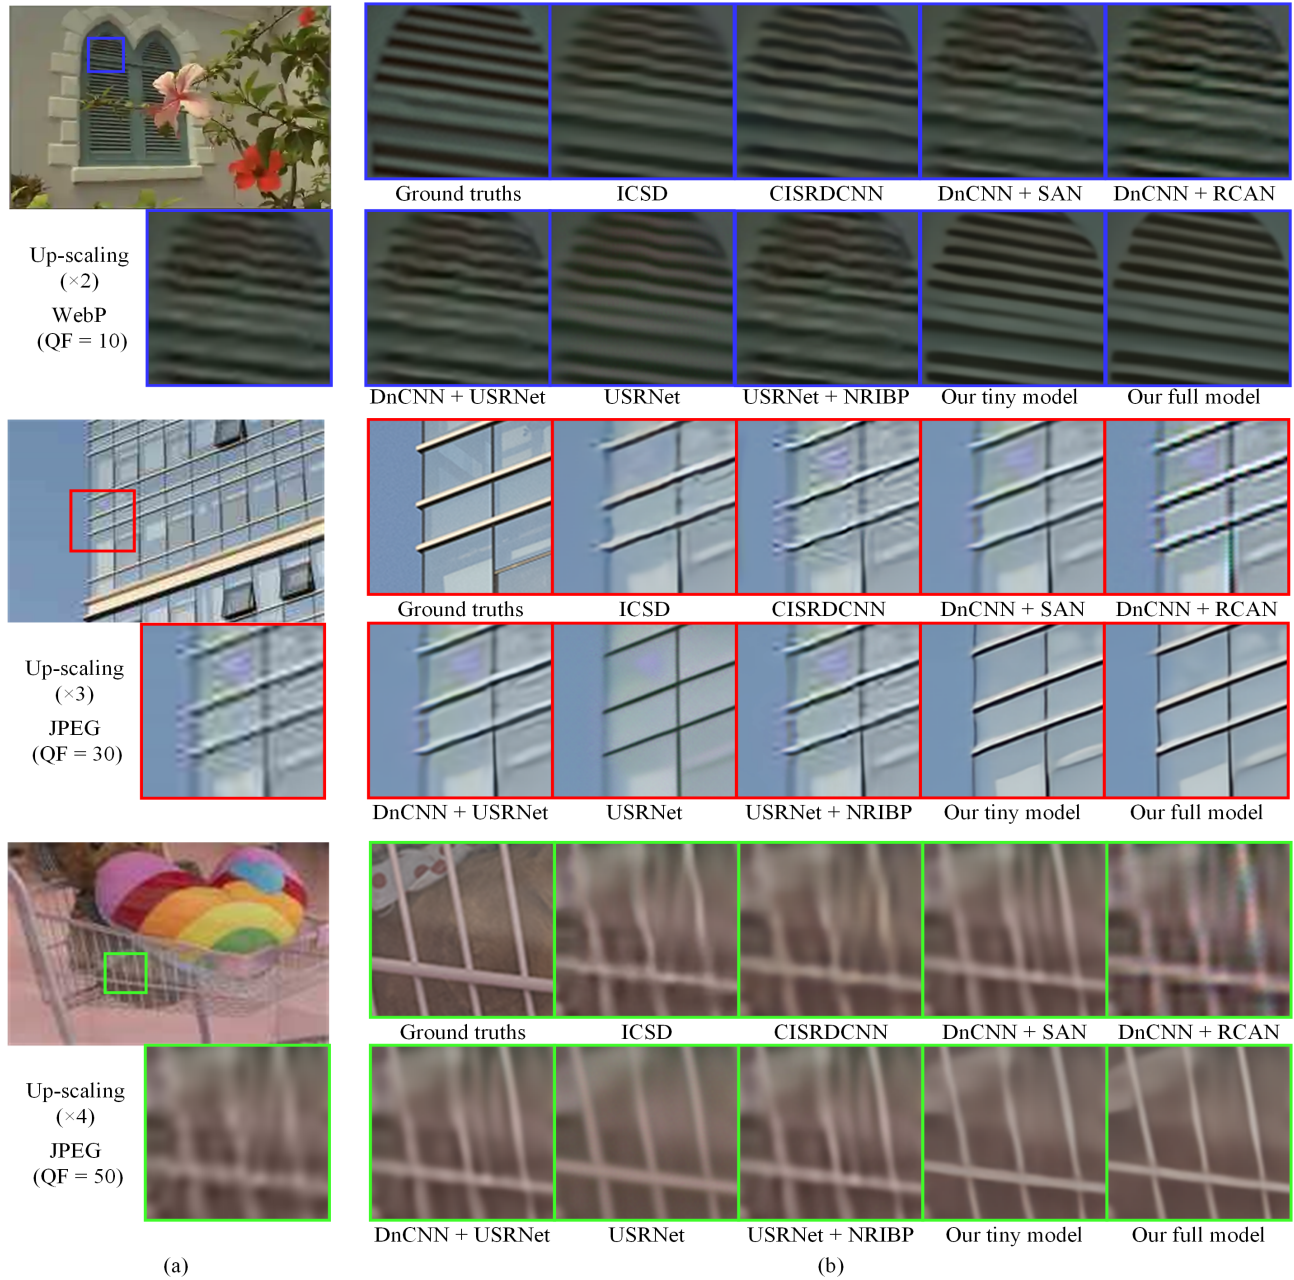 Ground truths ICSD CISRDCNN DnCNN + SAN DnCNN + RCAN
Up-scaling
(×2)
WebP
(QF = 10)
DnCNN + USRNet USRNet USRNet + NRIBP Our tiny model Our full model
Ground truths ICSD CISRDCNN DnCNN + SAN DnCNN + RCAN
Up-scaling
(×3)
JPEG
(QF = 30)
DnCNN + USRNet USRNet USRNet + NRIBP Our tiny model Our full model
Ground truths ICSD CISRDCNN DnCNN + SAN DnCNN + RCAN
Up-scaling
(×4)
JPEG
(QF = 50)
DnCNN + USRNet USRNet USRNet + NRIBP Our tiny model Our full model
(a) (b)